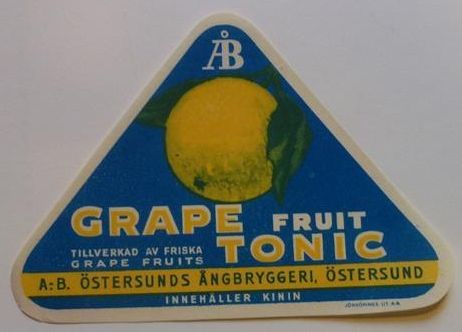 ÅB
GRAPE FRUIT
TONIC
TILLVERKAD AV FRISKA
GRAPE FRUITS
A.-B. ÖSTERSUNDS ÅNGBRYGGERI, ÖSTERSUND
INNEHÅLLER KININ